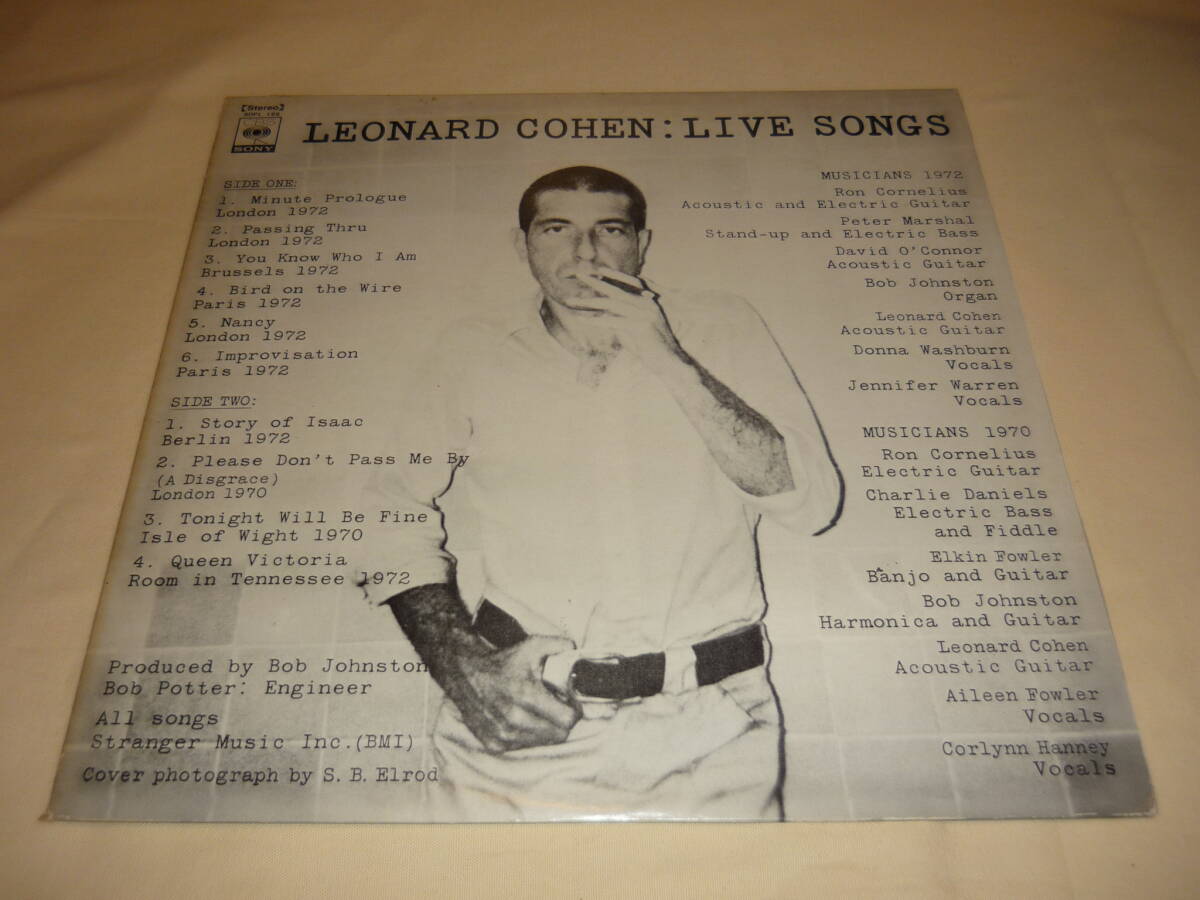 [Stereo]
SOPL 188
CBS
SONY
LEONARD COHEN: LIVE SONGS
SIDE ONE:
1. Minute Prologue
London 1972
2. Passing Thru
London 1972
3. You Know Who I Am
Brussels 1972
4. Bird on the Wire
Paris 1972
5. Nancy
London 1972
6. Improvisation
Paris 1972
SIDE TWO:
1. Story of Isaac
Berlin 1972
2. Please Don't Pass Me By
(A Disgrace)
London 1970
3. Tonight Will Be Fine
Isle of Wight 1970
4. Queen Victoria
Room in Tennessee 1972
Produced by Bob Johnston
Bob Potter: Engineer
All songs
Stranger Music Inc. (BMI)
Cover photograph by S. B. Elrod
MUSICIANS 1972
Ron Cornelius
Acoustic and Electric Guitar
Peter Marshal
Stand-up and Electric Bass
David O'Connor
Acoustic Guitar
Bob Johnston
Organ
Leonard Cohen
Acoustic Guitar
Donna Washburn
Vocals
Jennifer Warren
Vocals
MUSICIANS 1970
Ron Cornelius
Electric Guitar
Charlie Daniels
Electric Bass
and Fiddle
Elkin Fowler
Banjo and Guitar
Bob Johnston
Harmonica and Guitar
Leonard Cohen
Acoustic Guitar
Aileen Fowler
Vocals
Corlynn Hanney
Vocals